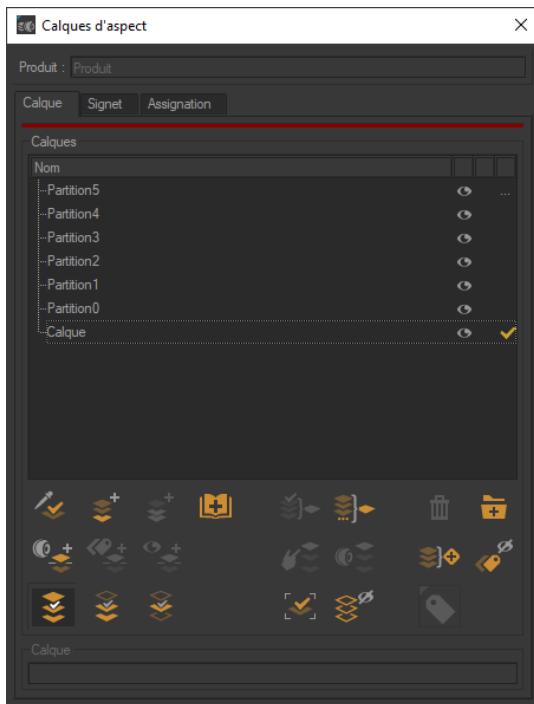 Calques d'aspect
Produit : Produit
Calque Signet Assignation
Calques
Nom
Partition5 ...
Partition4
Partition3
Partition2
Partition1
Partition0
Calque
Calque